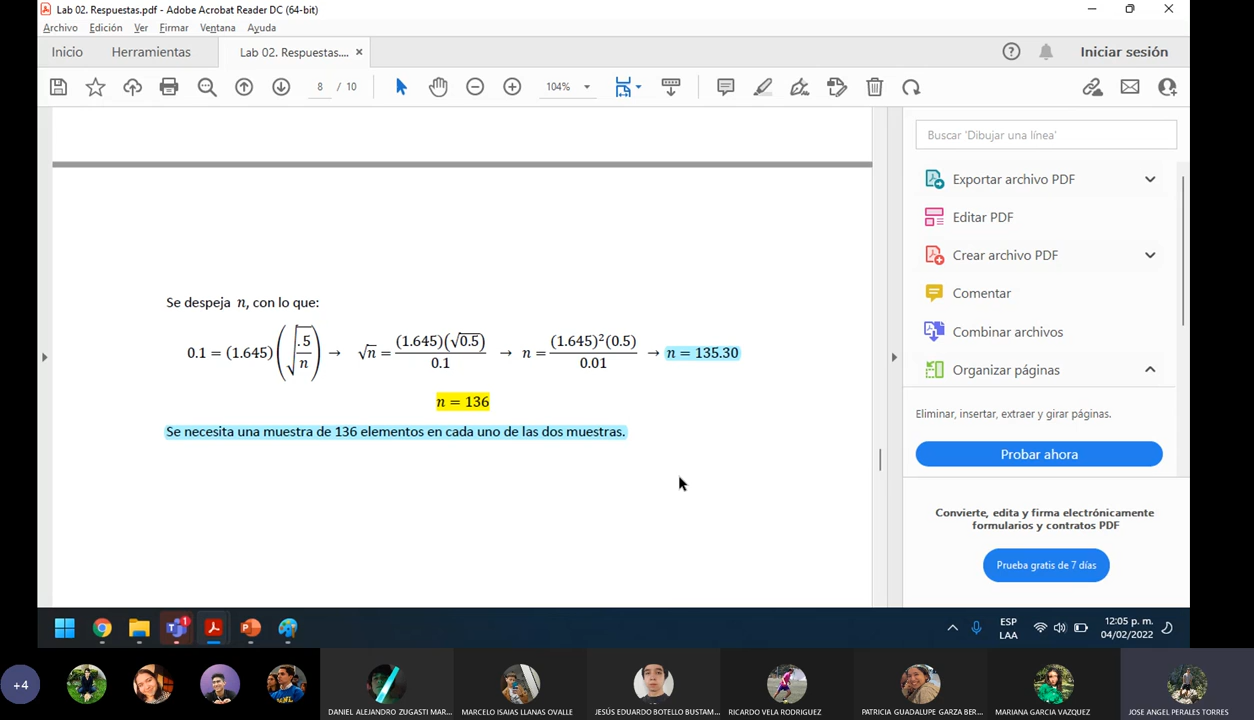 Lab 02. Respuestas.pdf - Adobe Acrobat Reader DC (64-bit)
Archivo Edición Ver Firmar Ventana Ayuda
Inicio Herramientas Lab 02. Respuestas.... × Iniciar sesión
8 / 10 104%
Buscar 'Dibujar una línea'
Exportar archivo PDF
Editar PDF
Crear archivo PDF
Comentar
Combinar archivos
Organizar páginas
Eliminar, insertar, extraer y girar páginas.
Probar ahora
Convierte, edita y firma electrónicamente
formularios y contratos PDF
Prueba gratis de 7 días
Se despeja n, con lo que:
0.1 = (1.645)(√(.5/n)) → √n = (1.645)(√0.5)/0.1 → n = (1.645)²(0.5)/0.01 → n = 135.30
n = 136
Se necesita una muestra de 136 elementos en cada uno de las dos muestras.
1
ESP
LAA
12:05 p. m.
04/02/2022
+4
DANIEL ALEJANDRO ZUGASTI MAR... MARCELO ISAIAS LLANAS OVALLE JESÚS EDUARDO BOTELLO BUSTAM... RICARDO VELA RODRIGUEZ PATRICIA GUADALUPE GARZA BER... MARIANA GARCIA VAZQUEZ JOSE ANGEL PERALES TORRES